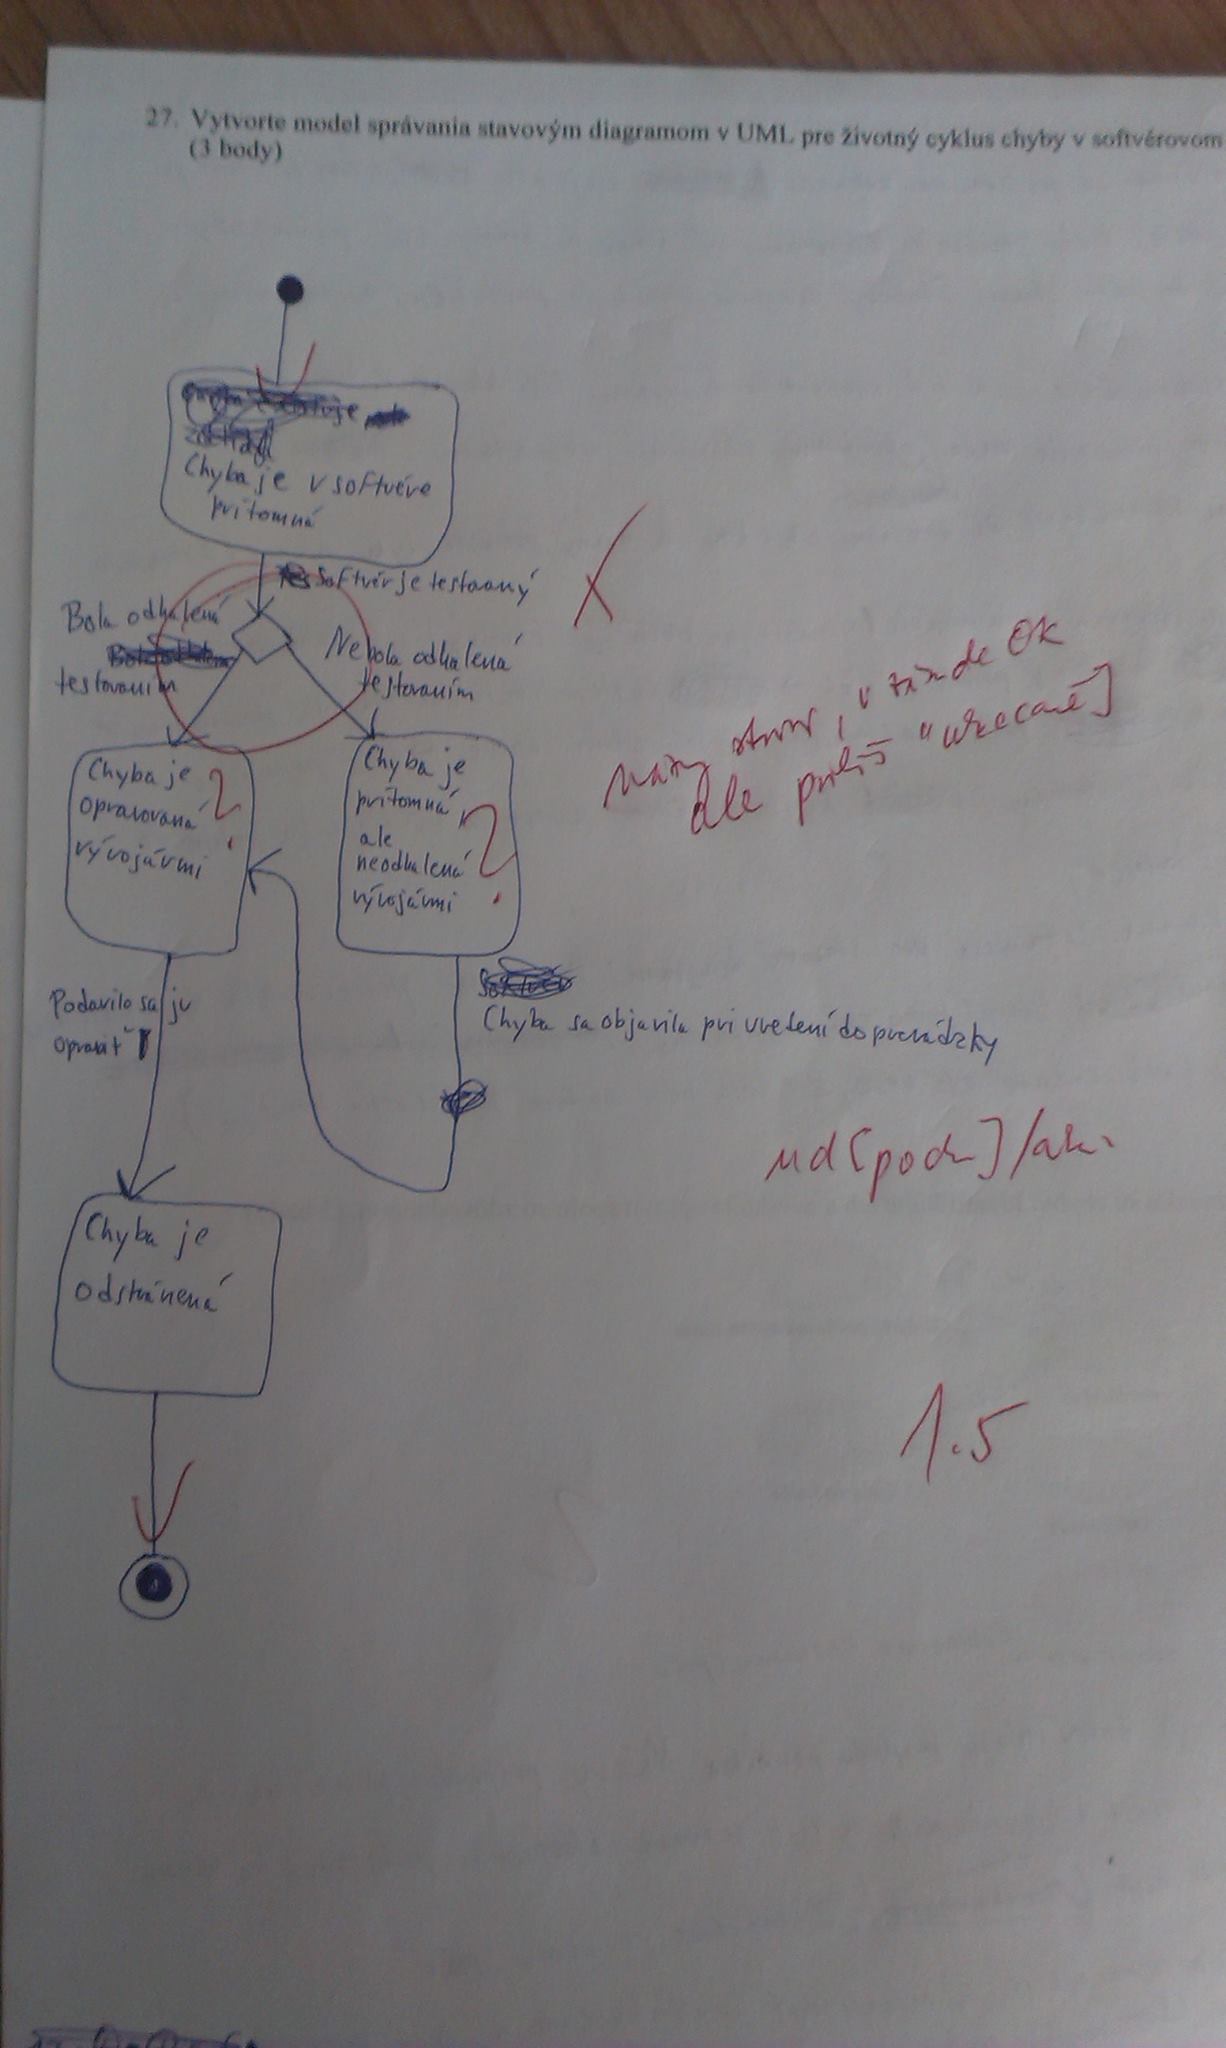 27. Vytvorte model správania stavovým diagramom v UML pre životný cyklus chyby v softvérovom
(3 body)
Chyba je v softvére
prítomná
Softvér je testovaný
Bola odhalená
testovaním
Nebola odhalená
testovaním
Chyba je
opravovaná
vývojármi
?
Chyba je
prítomná
ale
neodhalená
vývojármi
?
názvy stavov, v zásade OK
ale príliš "ukecané"
Podarilo sa ju
opraviť
Chyba sa objavila pri uvedení do prevádzky
ud[podm]/akc
Chyba je
odstránená
1.5